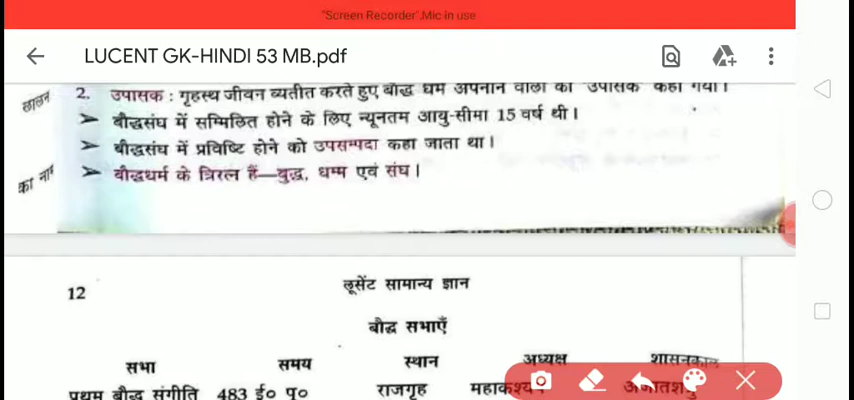 "Screen Recorder".Mic in use
LUCENT GK-HINDI 53 MB.pdf
2. उपासक : गृहस्थ जीवन व्यतीत करते हुए बौद्ध धर्म अपनाने वाले को उपासक कहा गया।
बौद्धसंघ में सम्मिलित होने के लिए न्यूनतम आयु-सीमा 15 वर्ष थी।
बौद्धसंघ में प्रविष्टि होने को उपसम्पदा कहा जाता था।
का ना
बौद्धधर्म के त्रिरत्न हैं—बुद्ध, धम्म एवं संघ।
12
लूसेंट सामान्य ज्ञान
बौद्ध सभाएँ
सभा समय स्थान अध्यक्ष शासनकाल
प्रथम बौद्ध संगीति 483 ई० पू० राजगृह